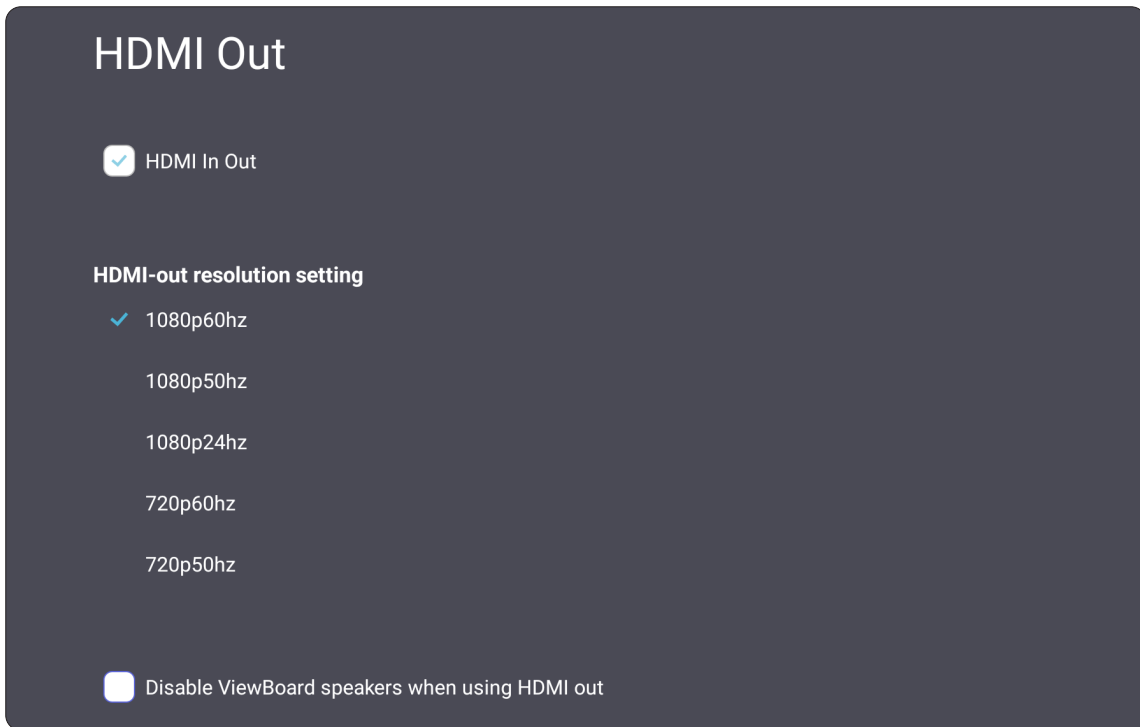 HDMI Out
HDMI In Out
HDMI-out resolution setting
1080p60hz
1080p50hz
1080p24hz
720p60hz
720p50hz
Disable ViewBoard speakers when using HDMI out